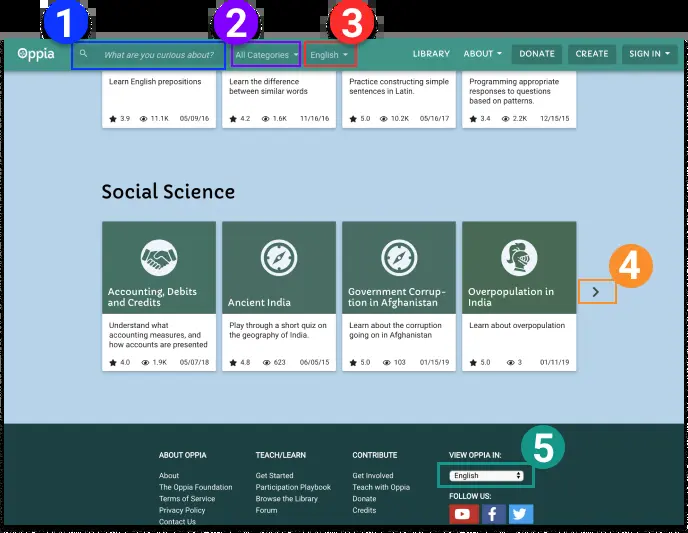 1 2 3
Oppia What are you curious about? All Categories English LIBRARY ABOUT DONATE CREATE SIGN IN
Learn English prepositions
3.9 11.1K 05/09/16
Learn the difference
between similar words
4.2 1.6K 11/16/16
Practice constructing simple
sentences in Latin.
5.0 10.2K 05/16/17
Programming appropriate
responses to questions
based on patterns.
3.4 2.2K 12/15/15
Social Science
Accounting, Debits
and Credits
Understand what
accounting measures, and
how accounts are presented
4.0 1.9K 05/07/18
Ancient India
Play through a short quiz on
the geography of India.
4.8 623 06/05/15
Government Corrup-
tion in Afghanistan
Learn about the corruption
going on in Afghanistan
5.0 103 01/15/19
Overpopulation in
India
Learn about overpopulation
5.0 3 01/11/19
4
ABOUT OPPIA
About
The Oppia Foundation
Terms of Service
Privacy Policy
Contact Us
TEACH/LEARN
Get Started
Participation Playbook
Browse the Library
Forum
CONTRIBUTE
Get Involved
Teach with Oppia
Donate
Credits
VIEW OPPIA IN:
5
English
FOLLOW US: